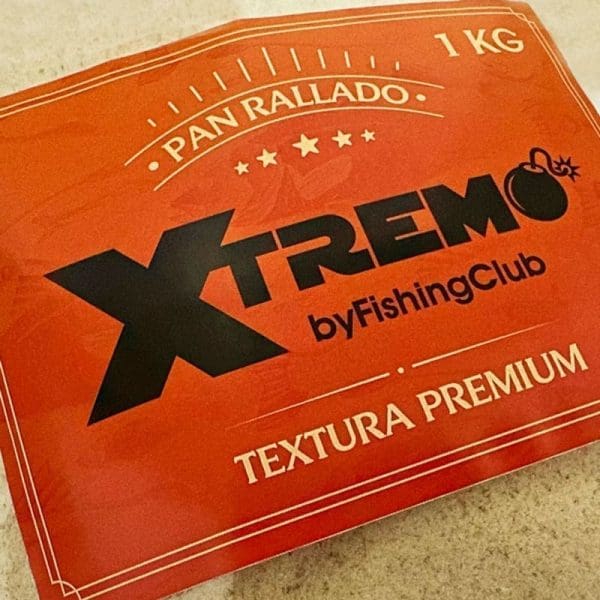 1 KG
• PAN RALLADO •
XTREMO
byFishingClub
TEXTURA PREMIUM